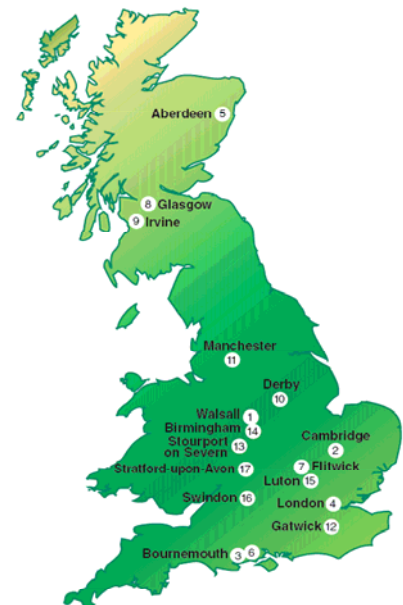 Aberdeen 5
8 Glasgow
9 Irvine
Manchester
11
Derby
10
Walsall 1
Birmingham 14
Stourport
on Severn 13
Cambridge
2
7 Flitwick
Stratford-upon-Avon 17
Luton 15
Swindon 16
London 4
Gatwick 12
Bournemouth 3 6